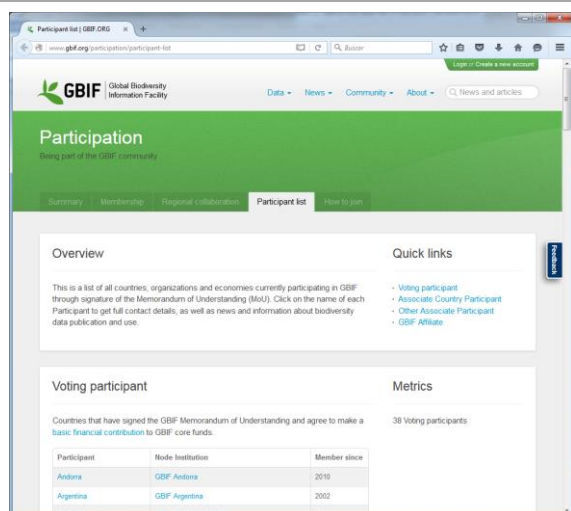 Participant list | GBIF.ORG
www.gbif.org/participation/participant-list
Buscar
Login or Create a new account
GBIF Global Biodiversity
Information Facility
Data News Community About News and articles
Participation
Being part of the GBIF community
Summary Membership Regional collaboration Participant list How to join
Overview
This is a list of all countries, organizations and economies currently participating in GBIF
through signature of the Memorandum of Understanding (MoU). Click on the name of each
Participant to get full contact details, as well as news and information about biodiversity
data publication and use.
Quick links
Voting participant
Associate Country Participant
Other Associate Participant
GBIF Affiliate
Feedback
Voting participant
Countries that have signed the GBIF Memorandum of Understanding and agree to make a
basic financial contribution to GBIF core funds.
Participant Node Institution Member since
Andorra GBIF Andorra 2010
Argentina GBIF Argentina 2002
Metrics
38 Voting participants